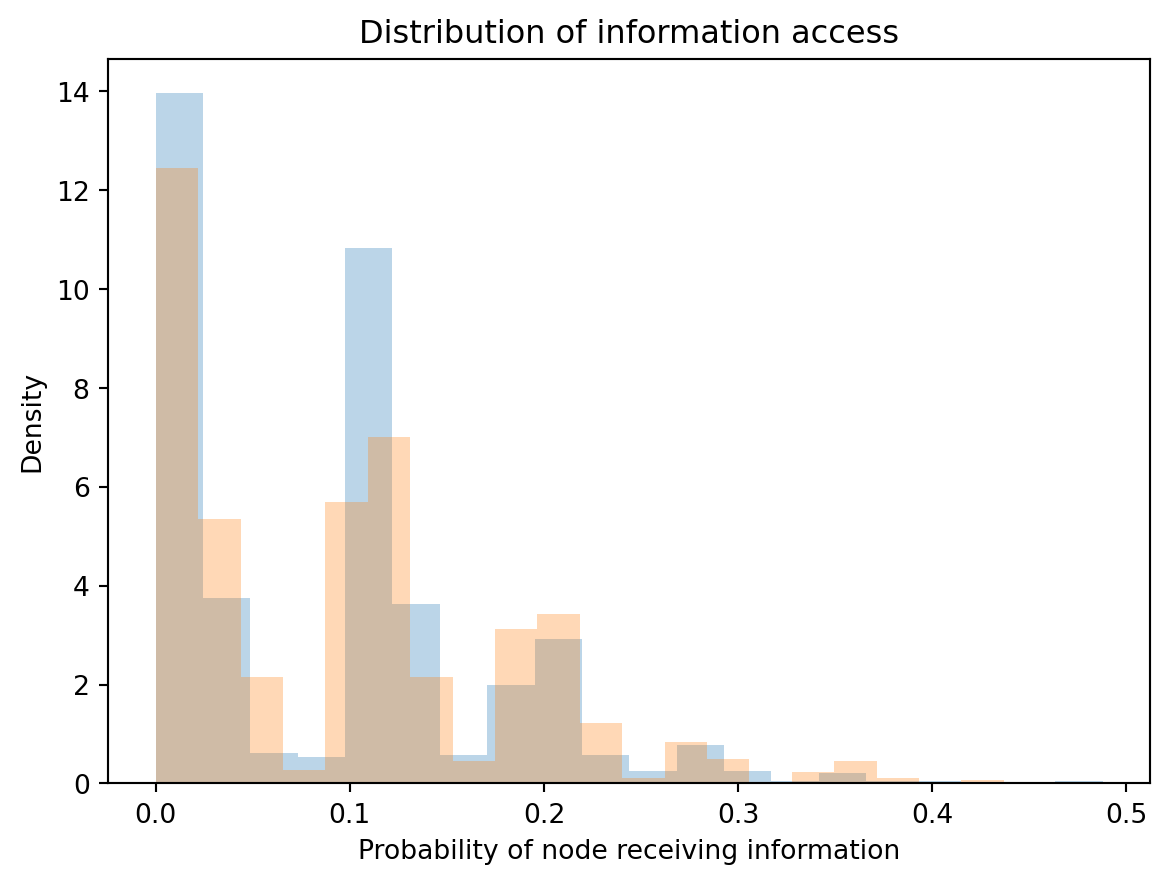 Distribution of information access
14
12
10
8
6
4
2
0
Density
0.0 0.1 0.2 0.3 0.4 0.5
Probability of node receiving information